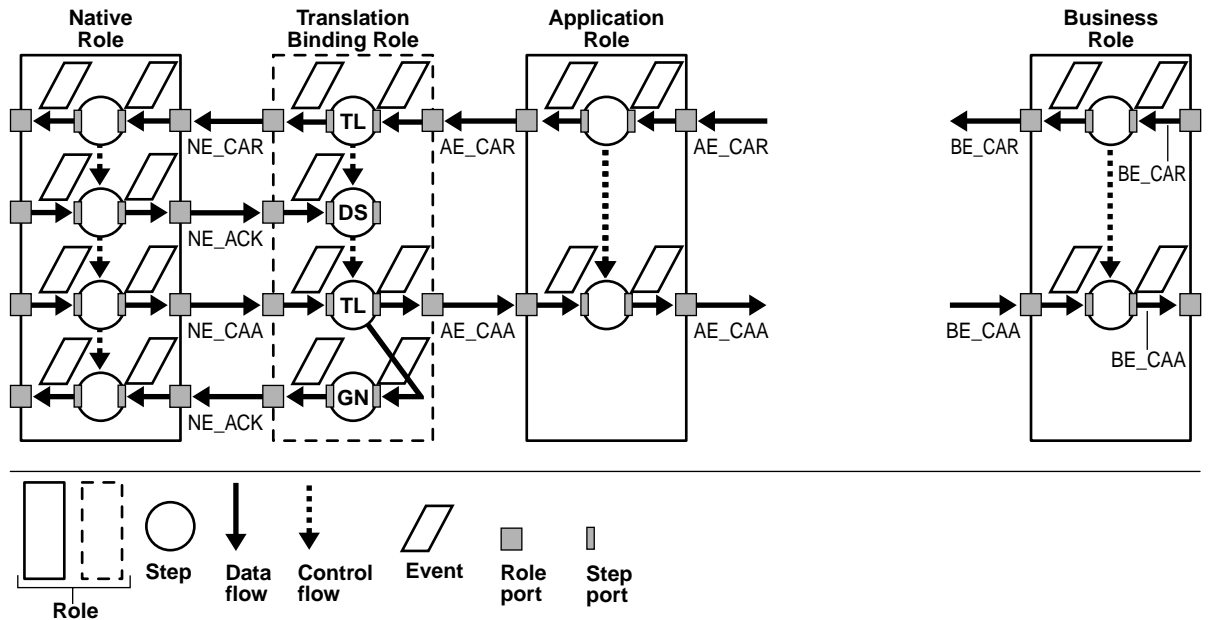 Native
Role
Translation
Binding Role
Application
Role
Business
Role
TL
NE_CAR
AE_CAR
AE_CAR
BE_CAR
BE_CAR
DS
NE_ACK
TL
NE_CAA
AE_CAA
AE_CAA
BE_CAA
BE_CAA
GN
NE_ACK
Role
Step
Data
flow
Control
flow
Event
Role
port
Step
port